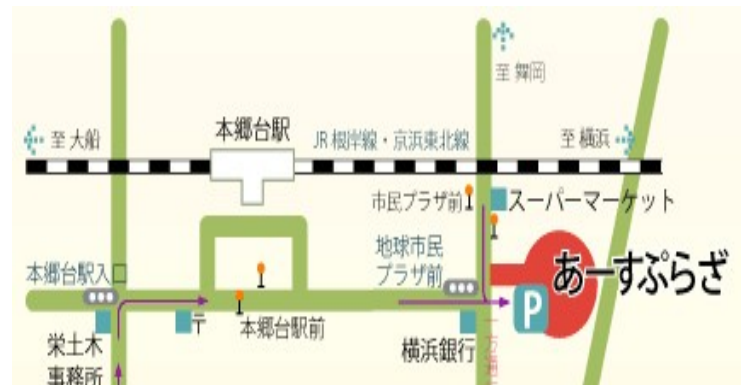 至 舞岡
至 大船
本郷台駅
JR 根岸線・京浜東北線
至 横浜
市民プラザ前
スーパーマーケット
本郷台駅入口
地球市民
プラザ前
あーすぷらざ
P
〒
本郷台駅前
栄土木
事務所
横浜銀行
一方通